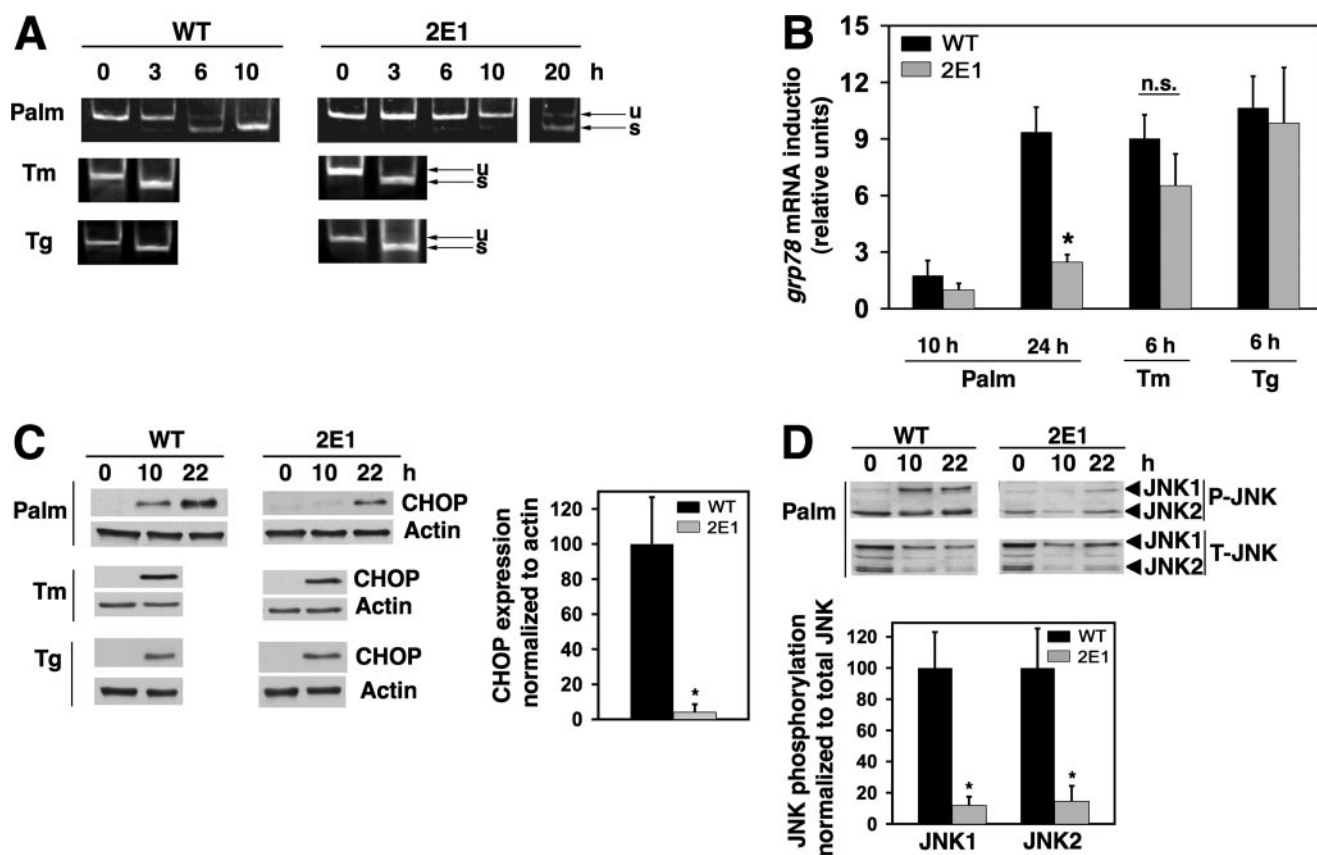 A
WT 2E1
0 3 6 10 0 3 6 10 20 h
Palm u
s
Tm u
s
Tg u
s
B
15
12
9
6
3
0
grp78 mRNA inductio
(relative units)
WT
2E1
n.s.
*
10 h 24 h 6 h 6 h
Palm Tm Tg
C
WT 2E1
0 10 22 0 10 22 h
Palm CHOP
Actin
Tm CHOP
Actin
Tg CHOP
Actin
CHOP expression
normalized to actin
120
100
80
60
40
20
0
WT
2E1
*
D
WT 2E1
0 10 22 0 10 22 h
Palm JNK1 P-JNK
JNK2
JNK1 T-JNK
JNK2
JNK phosphorylation
normalized to total JNK
120
100
80
60
40
20
0
WT
2E1
* *
JNK1 JNK2